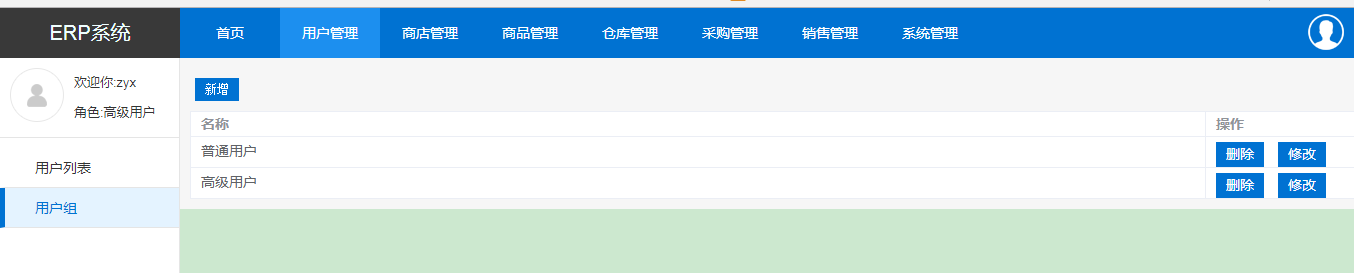 ERP系统 首页 用户管理 商店管理 商品管理 仓库管理 采购管理 销售管理 系统管理
欢迎你:zyx
角色:高级用户
用户列表
用户组
新增
名称 操作
普通用户 删除 修改
高级用户 删除 修改